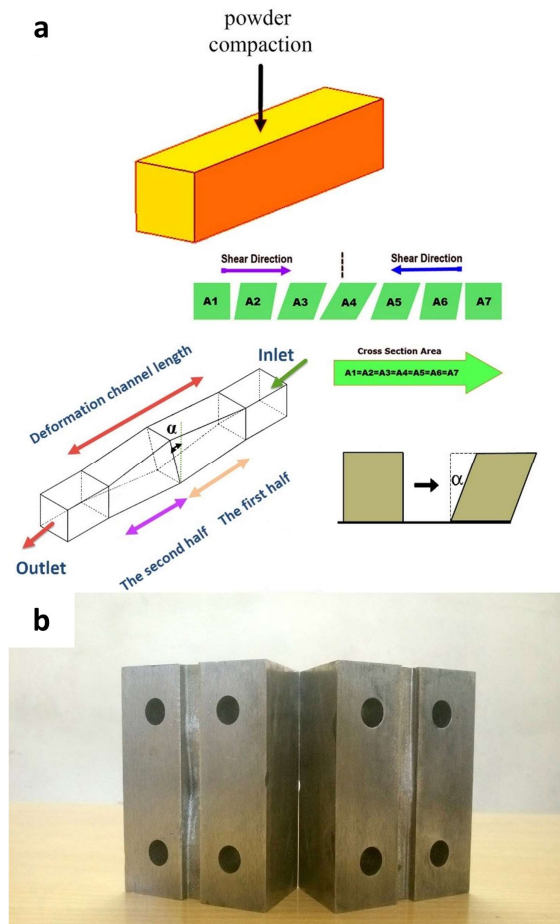 a
powder
compaction
Shear Direction
Shear Direction
A1 A2 A3 A4 A5 A6 A7
Cross Section Area
A1=A2=A3=A4=A5=A6=A7
Inlet
Deformation channel length
α
The first half
The second half
Outlet
α
b